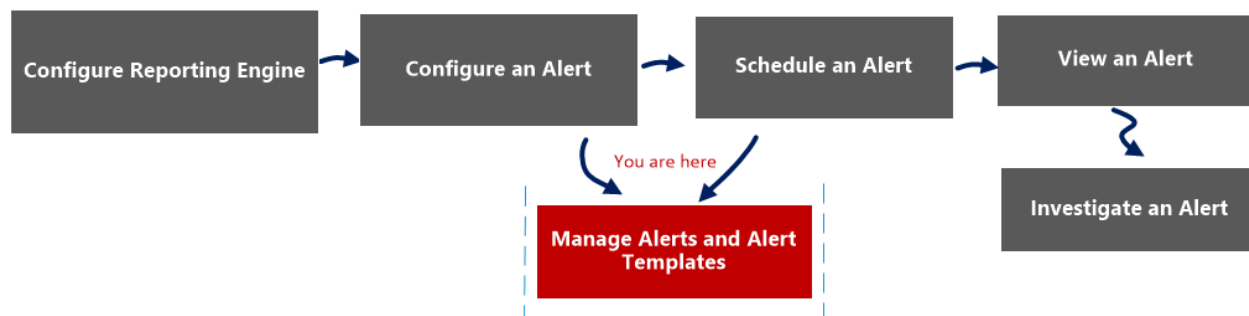 Configure Reporting Engine
Configure an Alert
Schedule an Alert
View an Alert
You are here
Manage Alerts and Alert
Templates
Investigate an Alert